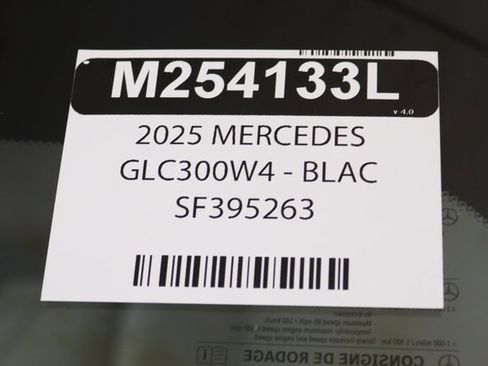 M254133L
v 4.0
2025 MERCEDES
GLC300W4 - BLAC
SF395263
CONSIGNE DE RODAGE